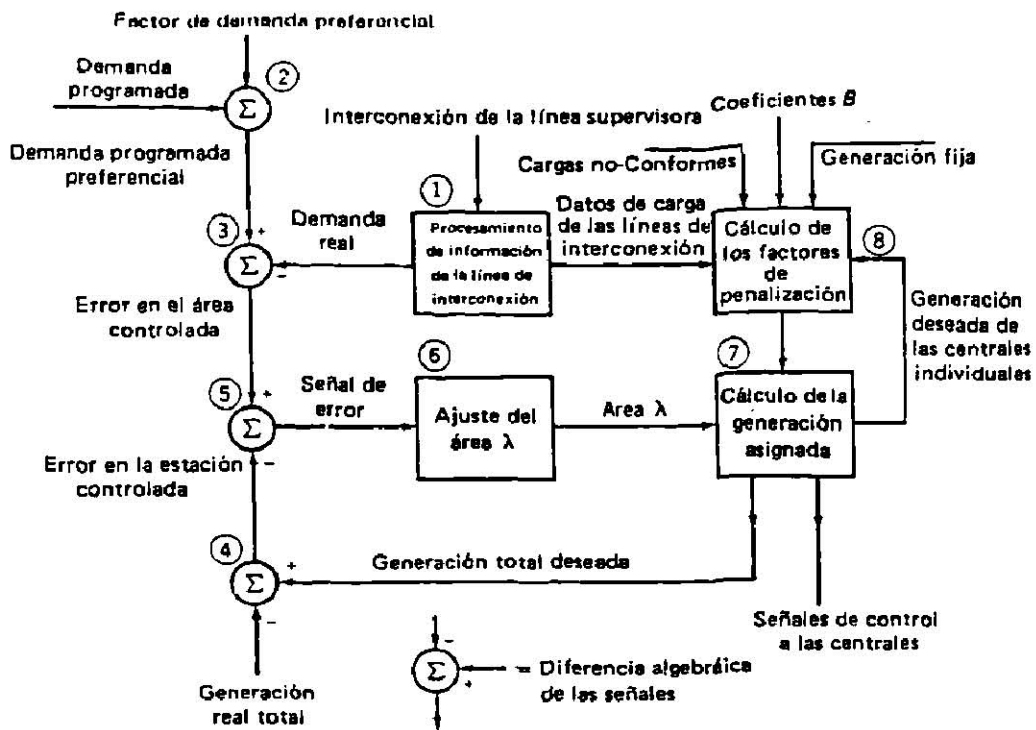 Factor de demanda preferencial
2
Demanda
programada
Σ
Demanda programada
preferencial
Interconexión de la línea supervisora
Coeficientes B
Cargas no-Conformes
Generación fija
1
Procesamiento
de información
de la línea de
interconexión
Datos de carga
de las líneas de
interconexión
Cálculo de
los factores
de
penalización
8
3
+
Σ
-
Demanda
real
Error en el área
controlada
Generación
deseada de
las centrales
individuales
5
+
Σ
-
Señal de
error
6
Ajuste del
área λ
Area λ
7
Cálculo de la
generación
asignada
Error en la estación
controlada
4
Σ
+
-
Generación total deseada
Generación
real total
Señales de control
a las centrales
-
Σ
+
= Diferencia algebráica
de las señales